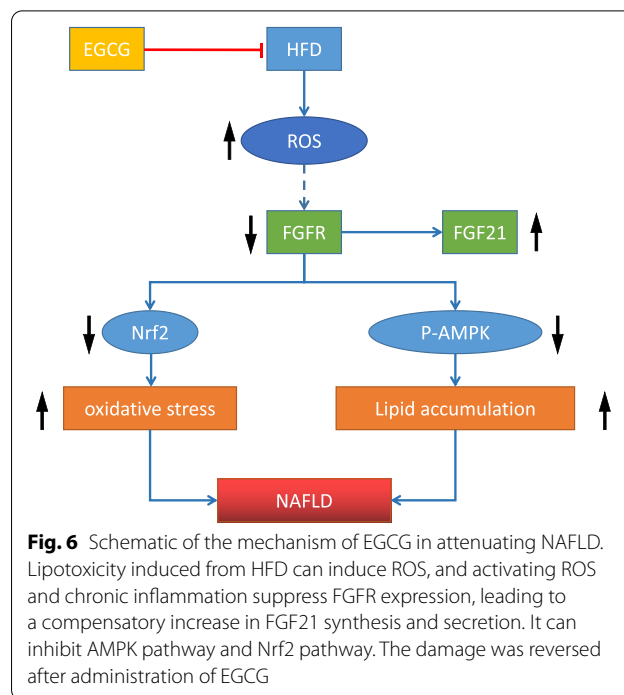 EGCG
HFD
ROS
FGFR
FGF21
Nrf2
P-AMPK
oxidative stress
Lipid accumulation
NAFLD
Fig. 6 Schematic of the mechanism of EGCG in attenuating NAFLD.
Lipotoxicity induced from HFD can induce ROS, and activating ROS
and chronic inflammation suppress FGFR expression, leading to
a compensatory increase in FGF21 synthesis and secretion. It can
inhibit AMPK pathway and Nrf2 pathway. The damage was reversed
after administration of EGCG